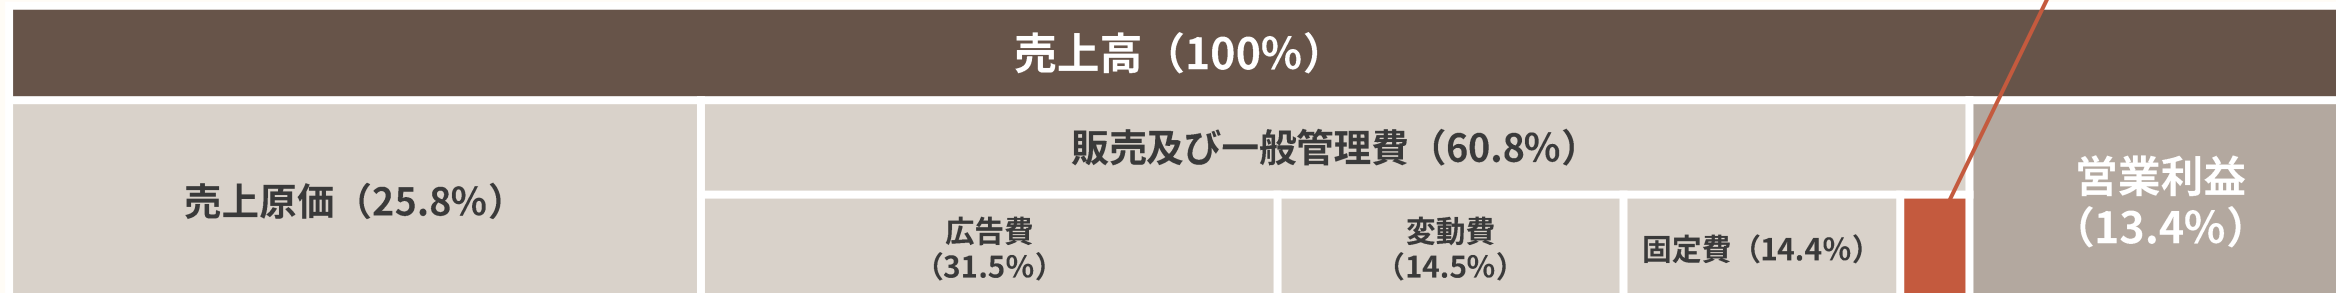 売上高（100%）
売上原価（25.8%）
販売及び一般管理費（60.8%）
広告費
（31.5%）
変動費
（14.5%）
固定費（14.4%）
営業利益
（13.4%）